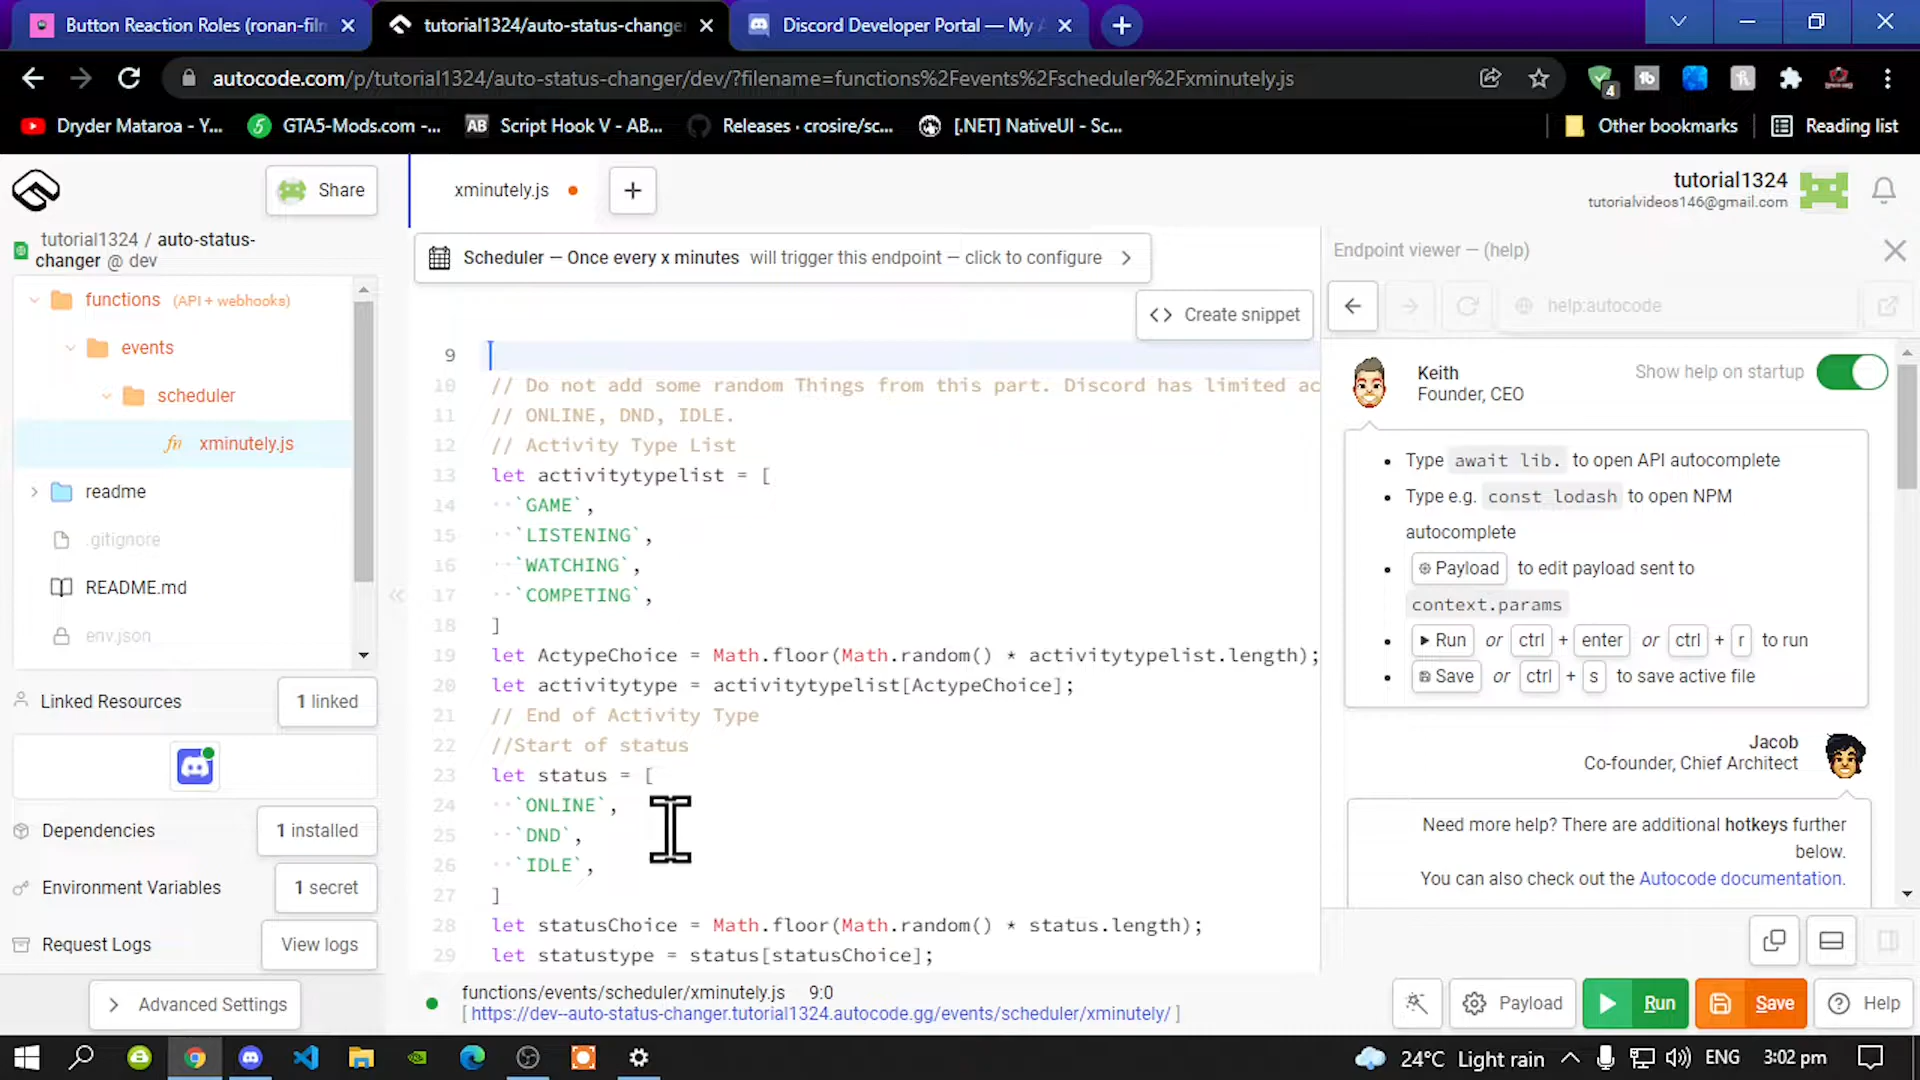 Button Reaction Roles (ronan-filn
tutorial1324/auto-status-change
Discord Developer Portal — My A
autocode.com/p/tutorial1324/auto-status-changer/dev/?filename=functions%2Fevents%2Fscheduler%2Fxminutely.js
4
Dryder Mataroa - Y...
5
GTA5-Mods.com -...
AB
Script Hook V - AB...
Releases · crosire/sc...
[.NET] NativeUI - Sc...
Other bookmarks
Reading list
Share
xminutely.js
tutorial1324
tutorialvideos146@gmail.com
tutorial1324 / auto-status-
changer @ dev
functions (API + webhooks)
events
scheduler
fn xminutely.js
readme
.gitignore
README.md
env.json
Linked Resources
1 linked
Dependencies
1 installed
Environment Variables
1 secret
Request Logs
View logs
Advanced Settings
Scheduler — Once every x minutes will trigger this endpoint — click to configure
Create snippet
9
10 // Do not add some random Things from this part. Discord has limited ac
11 // ONLINE, DND, IDLE.
12 // Activity Type List
13 let activitytypelist = [
14 ··`GAME`,
15 ··`LISTENING`,
16 ··`WATCHING`,
17 ··`COMPETING`,
18 ]
19 let ActypeChoice = Math.floor(Math.random() * activitytypelist.length);
20 let activitytype = activitytypelist[ActypeChoice];
21 // End of Activity Type
22 //Start of status
23 let status = [
24 ··`ONLINE`,
25 ··`DND`,
26 ··`IDLE`,
27 ]
28 let statusChoice = Math.floor(Math.random() * status.length);
29 let statustype = status[statusChoice];
functions/events/scheduler/xminutely.js 9:0
[ https://dev--auto-status-changer.tutorial1324.autocode.gg/events/scheduler/xminutely/ ]
Endpoint viewer — (help)
help:autocode
Keith
Founder, CEO
Show help on startup
Type await lib. to open API autocomplete
Type e.g. const lodash to open NPM
autocomplete
Payload to edit payload sent to
context.params
Run or ctrl + enter or ctrl + r to run
Save or ctrl + s to save active file
Jacob
Co-founder, Chief Architect
Need more help? There are additional hotkeys further
below.
You can also check out the Autocode documentation.
Payload
Run
Save
Help
24°C Light rain
ENG
3:02 pm